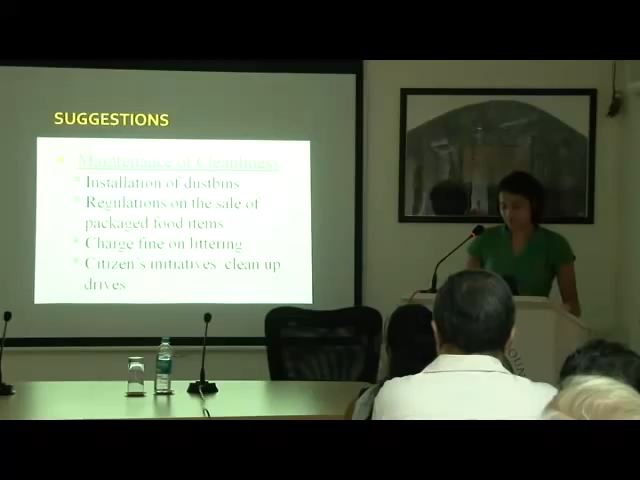 SUGGESTIONS
Maintenance of Cleanliness
Installation of dustbins
Regulations on the sale of
packaged food items
Charge fine on littering
Citizen's initiatives clean up
drives